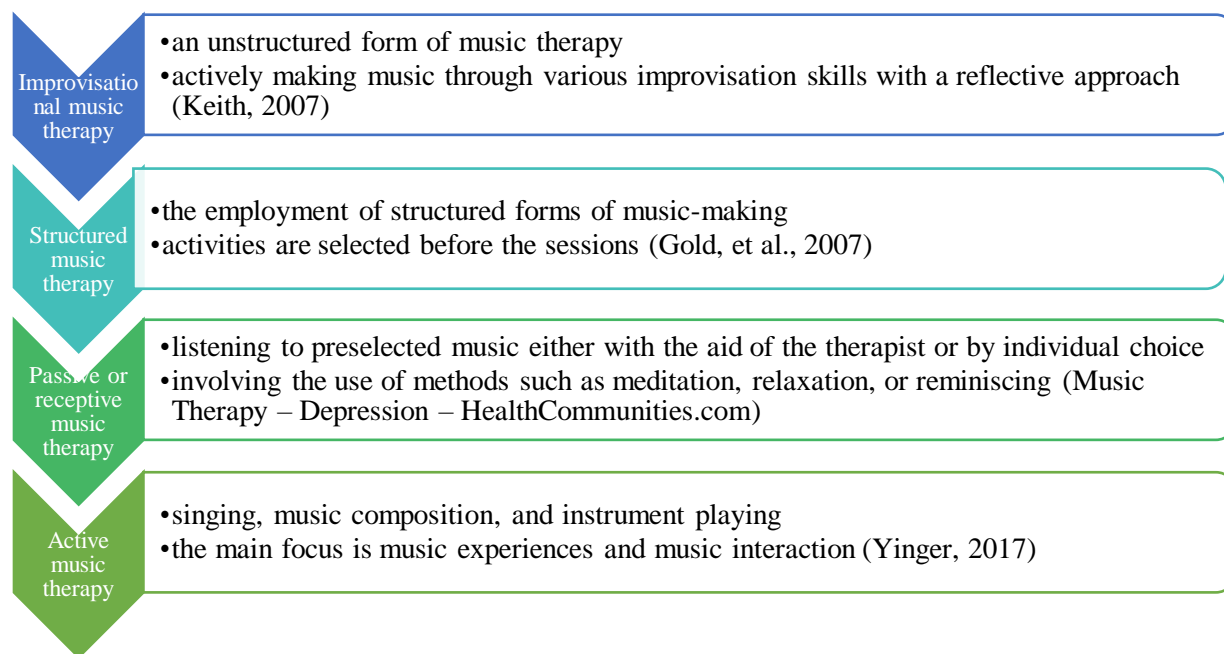 Improvisatio
nal music
therapy
•an unstructured form of music therapy
•actively making music through various improvisation skills with a reflective approach
(Keith, 2007)
Structured
music
therapy
•the employment of structured forms of music-making
•activities are selected before the sessions (Gold, et al., 2007)
Passive or
receptive
music
therapy
•listening to preselected music either with the aid of the therapist or by individual choice
•involving the use of methods such as meditation, relaxation, or reminiscing (Music
Therapy – Depression – HealthCommunities.com)
Active
music
therapy
•singing, music composition, and instrument playing
•the main focus is music experiences and music interaction (Yinger, 2017)